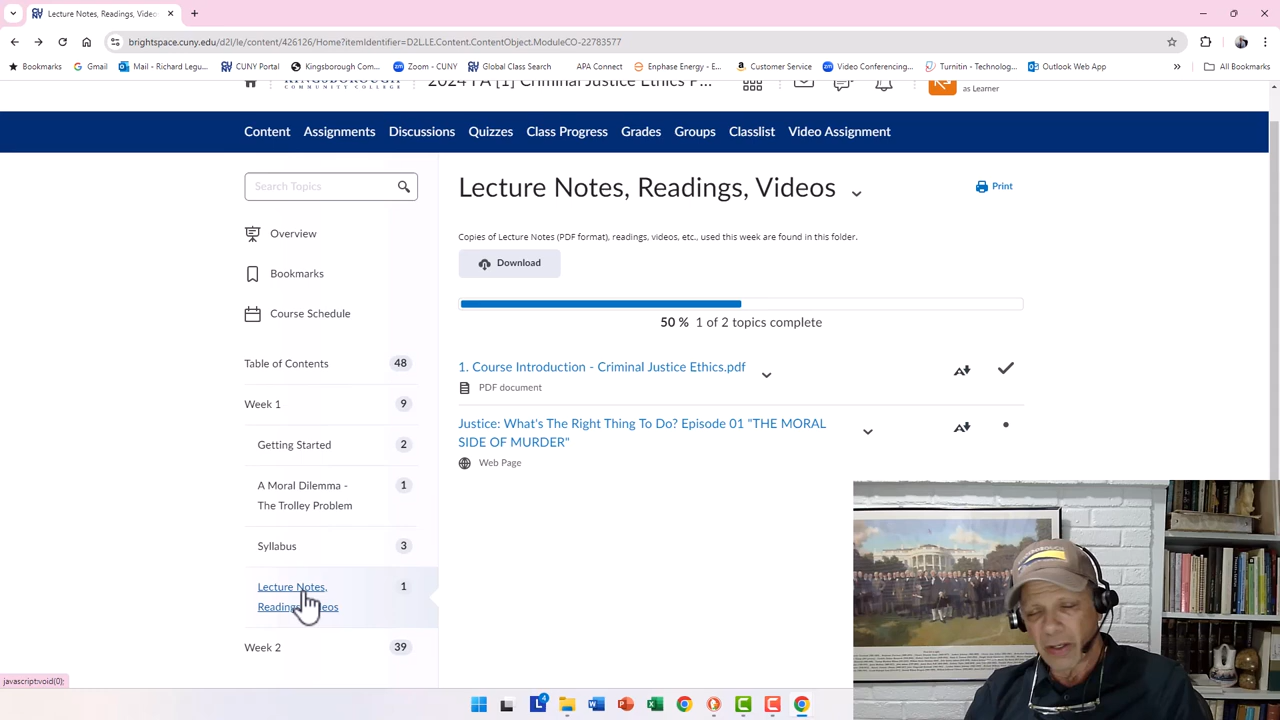 Lecture Notes, Readings, Video
brightspace.cuny.edu/d2l/le/content/426126/Home?itemIdentifier=D2L.LE.Content.ContentObject.ModuleCO-22783577
Bookmarks Gmail Mail - Richard Legu... CUNY Portal Kingsborough Com... Zoom - CUNY Global Class Search APA Connect Enphase Energy - E... Customer Service Video Conferencing... Turnitin - Technolog... Outlook Web App » All Bookmarks
KINGSBOROUGH
COMMUNITY COLLEGE
2024 FA [1] Criminal Justice Ethics P...
as Learner
Content Assignments Discussions Quizzes Class Progress Grades Groups Classlist Video Assignment
Search Topics
Overview
Bookmarks
Course Schedule
Table of Contents 48
Week 1 9
Getting Started 2
A Moral Dilemma - 1
The Trolley Problem
Syllabus 3
Lecture Notes, 1
Week 2 39
Lecture Notes, Readings, Videos
Print
Copies of Lecture Notes (PDF format), readings, videos, etc., used this week are found in this folder.
Download
50 % 1 of 2 topics complete
1. Course Introduction - Criminal Justice Ethics.pdf
PDF document
Justice: What's The Right Thing To Do? Episode 01 "THE MORAL
SIDE OF MURDER"
Web Page
javascript:void(0);
4